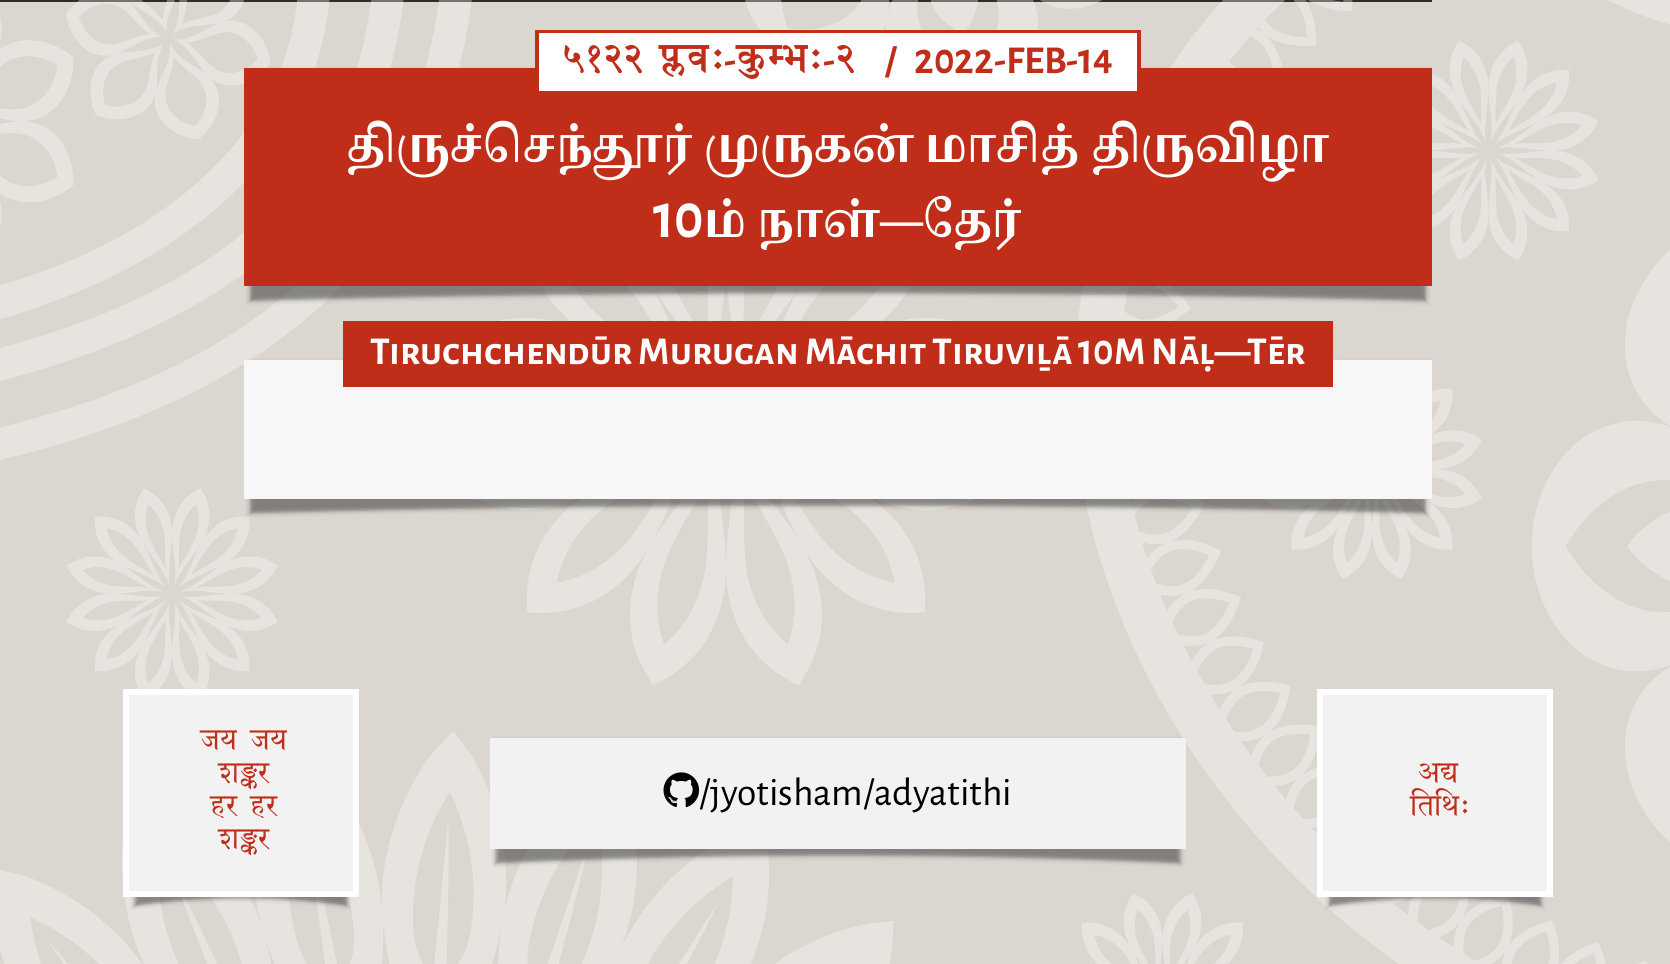 ५१२२ प्लवः-कुम्भः-२ / 2022-FEB-14
திருச்செந்தூர் முருகன் மாசித் திருவிழா
10ம் நாள்—தேர்
Tiruchchendūr Murugan Māchit Tiruviḻā 10m Nāḷ—Tēr
जय जय
शङ्कर
हर हर
शङ्कर
/jyotisham/adyatithi
अद्य
तिथिः